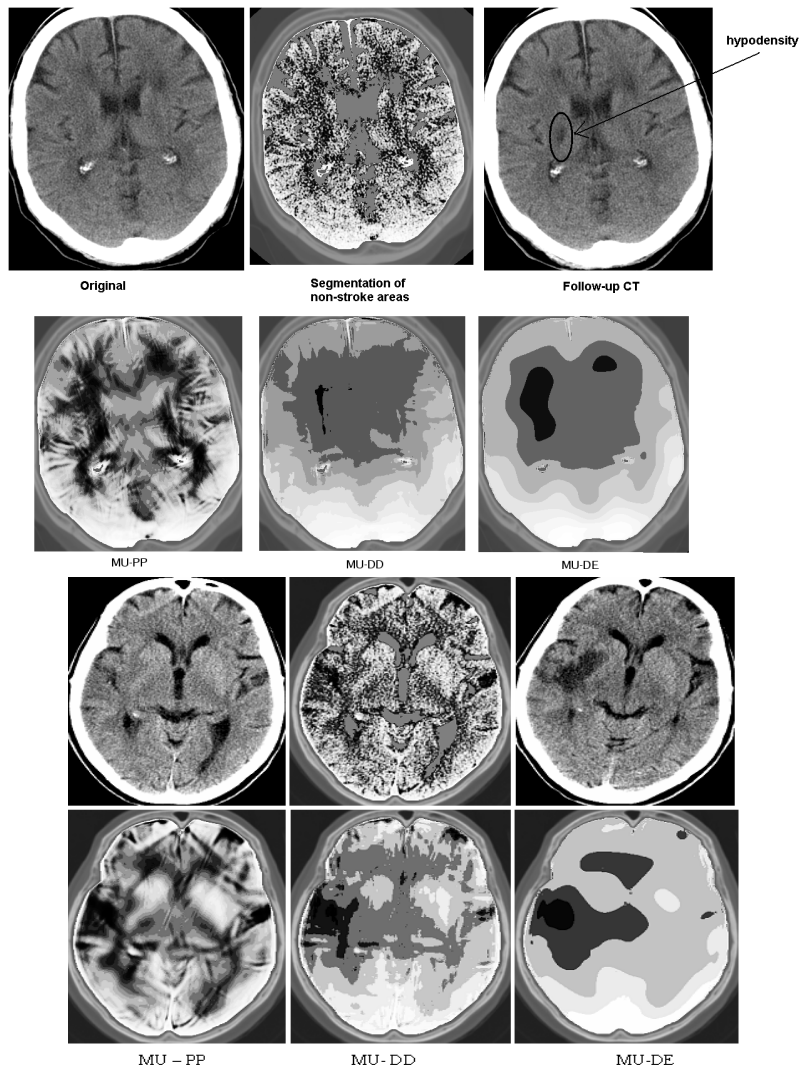 hypodensity
Original
Segmentation of
non-stroke areas
Follow-up CT
MU-PP
MU-DD
MU-DE
MU – PP
MU- DD
MU-DE